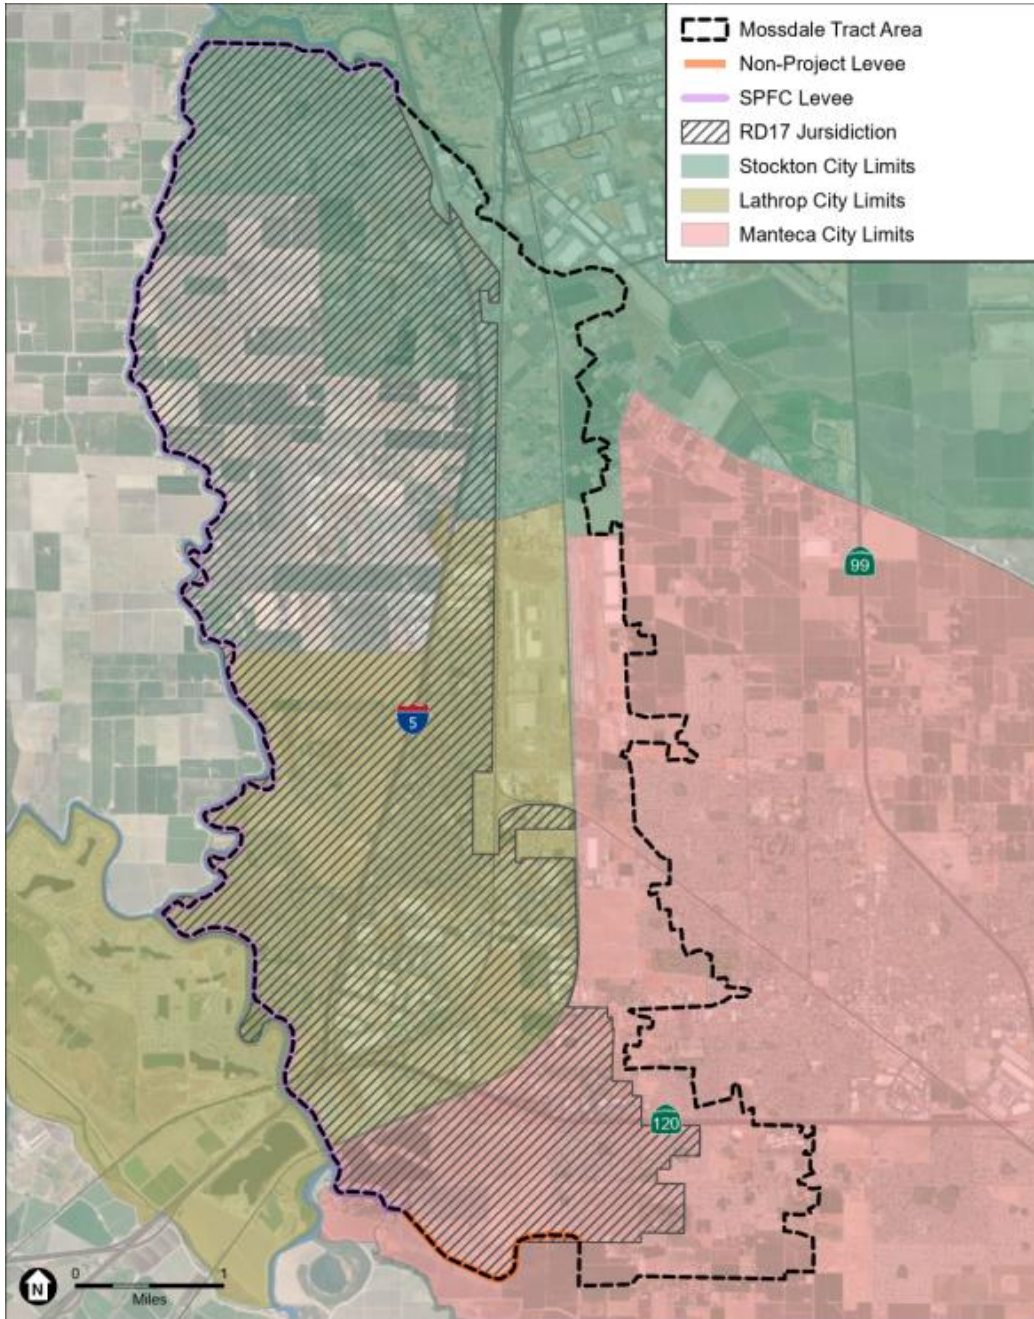 Mossdale Tract Area
Non-Project Levee
SPFC Levee
RD17 Jursidiction
Stockton City Limits
Lathrop City Limits
Manteca City Limits
99
5
120
N
0 1
Miles